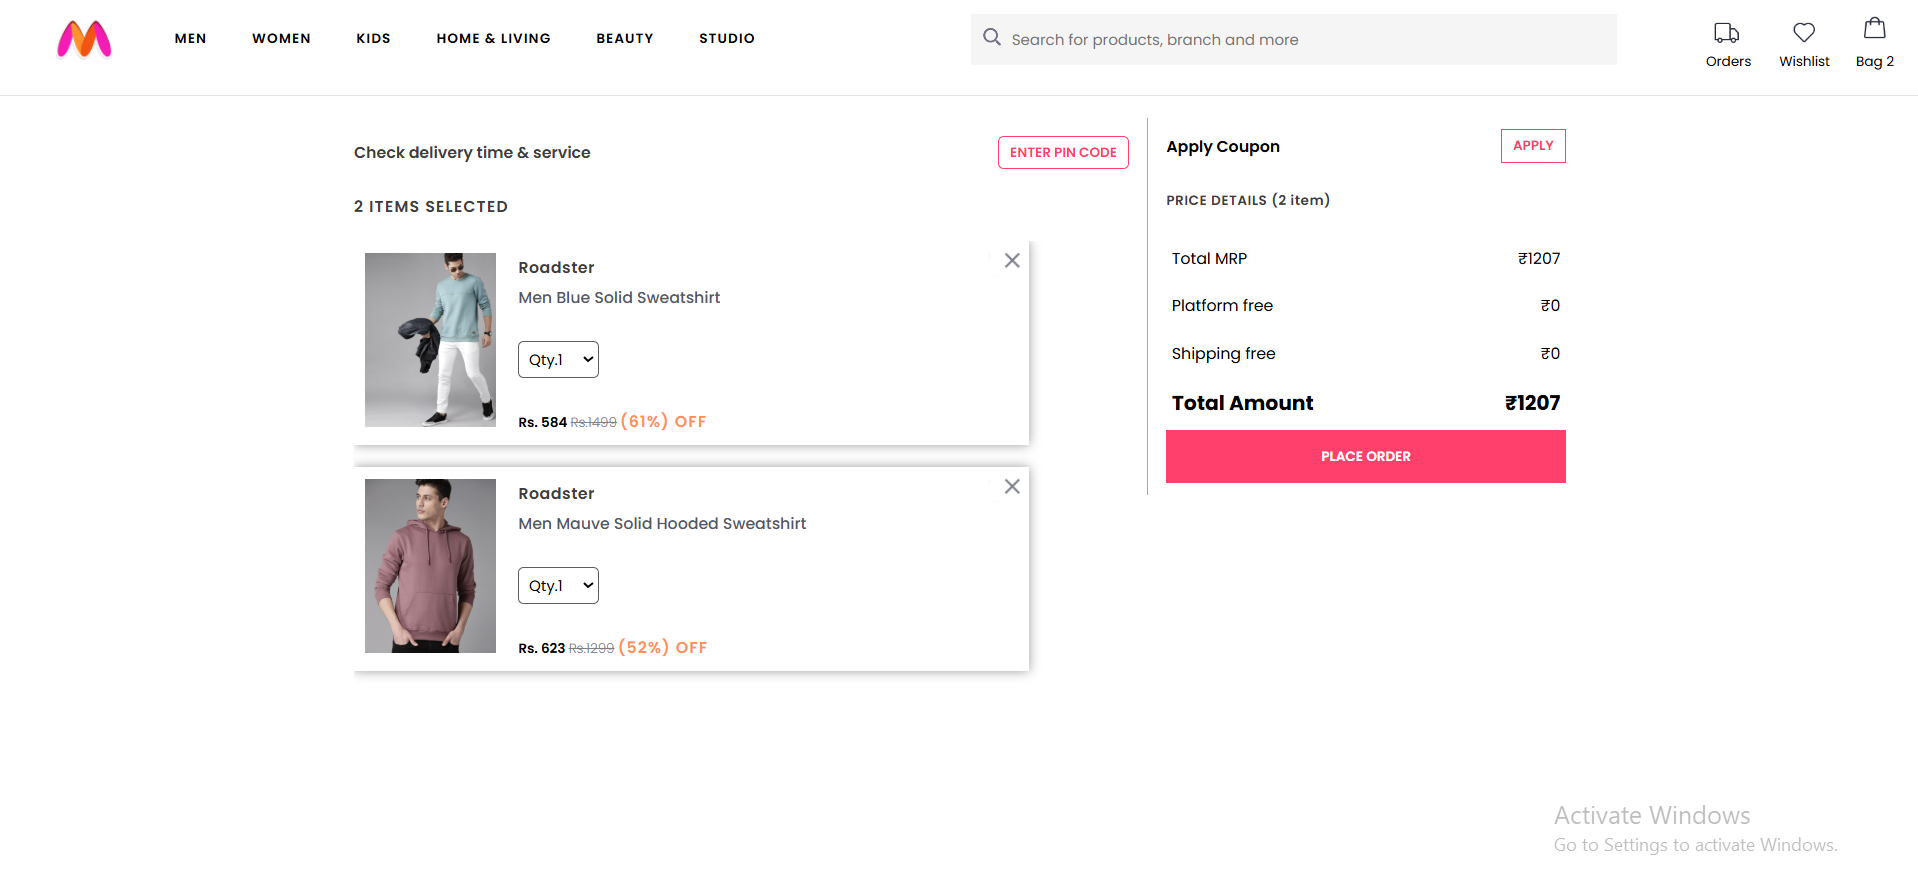 MEN WOMEN KIDS HOME & LIVING BEAUTY STUDIO
Search for products, branch and more
Orders Wishlist Bag 2
Check delivery time & service ENTER PIN CODE
2 ITEMS SELECTED
Roadster
Men Blue Solid Sweatshirt
Qty.1
Rs. 584 Rs.1499 (61%) OFF
Roadster
Men Mauve Solid Hooded Sweatshirt
Qty.1
Rs. 623 Rs.1299 (52%) OFF
Apply Coupon APPLY
PRICE DETAILS (2 item)
Total MRP ₹1207
Platform free ₹0
Shipping free ₹0
Total Amount ₹1207
PLACE ORDER
Activate Windows
Go to Settings to activate Windows.